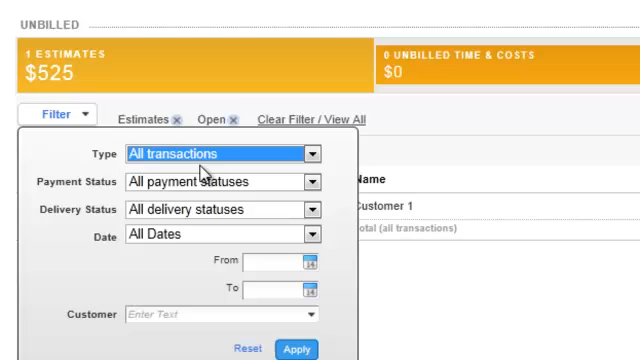 UNBILLED
1 ESTIMATES
$525
0 UNBILLED TIME & COSTS
$0
Filter
Estimates
Open
Clear Filter / View All
Type
All transactions
Payment Status
All payment statuses
Delivery Status
All delivery statuses
Date
All Dates
From
14
To
14
Customer
Enter Text
Reset
Apply
Name
Customer 1
otal (all transactions)